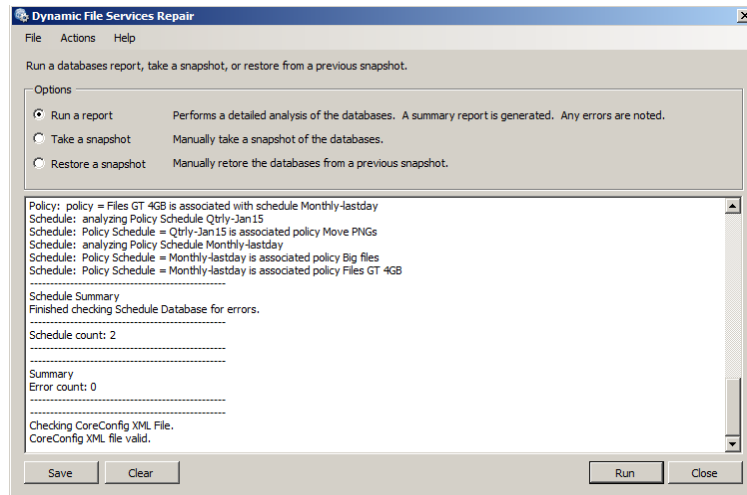 Dynamic File Services Repair
File Actions Help
Run a databases report, take a snapshot, or restore from a previous snapshot.
Options
Run a report Performs a detailed analysis of the databases. A summary report is generated. Any errors are noted.
Take a snapshot Manually take a snapshot of the databases.
Restore a snapshot Manually retore the databases from a previous snapshot.
Policy: policy = Files GT 4GB is associated with schedule Monthly-lastday
Schedule: analyzing Policy Schedule Qtrly-Jan15
Schedule: Policy Schedule = Qtrly-Jan15 is associated policy Move PNGs
Schedule: analyzing Policy Schedule Monthly-lastday
Schedule: Policy Schedule = Monthly-lastday is associated policy Big files
Schedule: Policy Schedule = Monthly-lastday is associated policy Files GT 4GB
-------------------------------------------------
Schedule Summary
Finished checking Schedule Database for errors.
-------------------------------------------------
Schedule count: 2
-------------------------------------------------
-------------------------------------------------
Summary
Error count: 0
-------------------------------------------------
-------------------------------------------------
Checking CoreConfig XML File.
CoreConfig XML file valid.
Save Clear Run Close